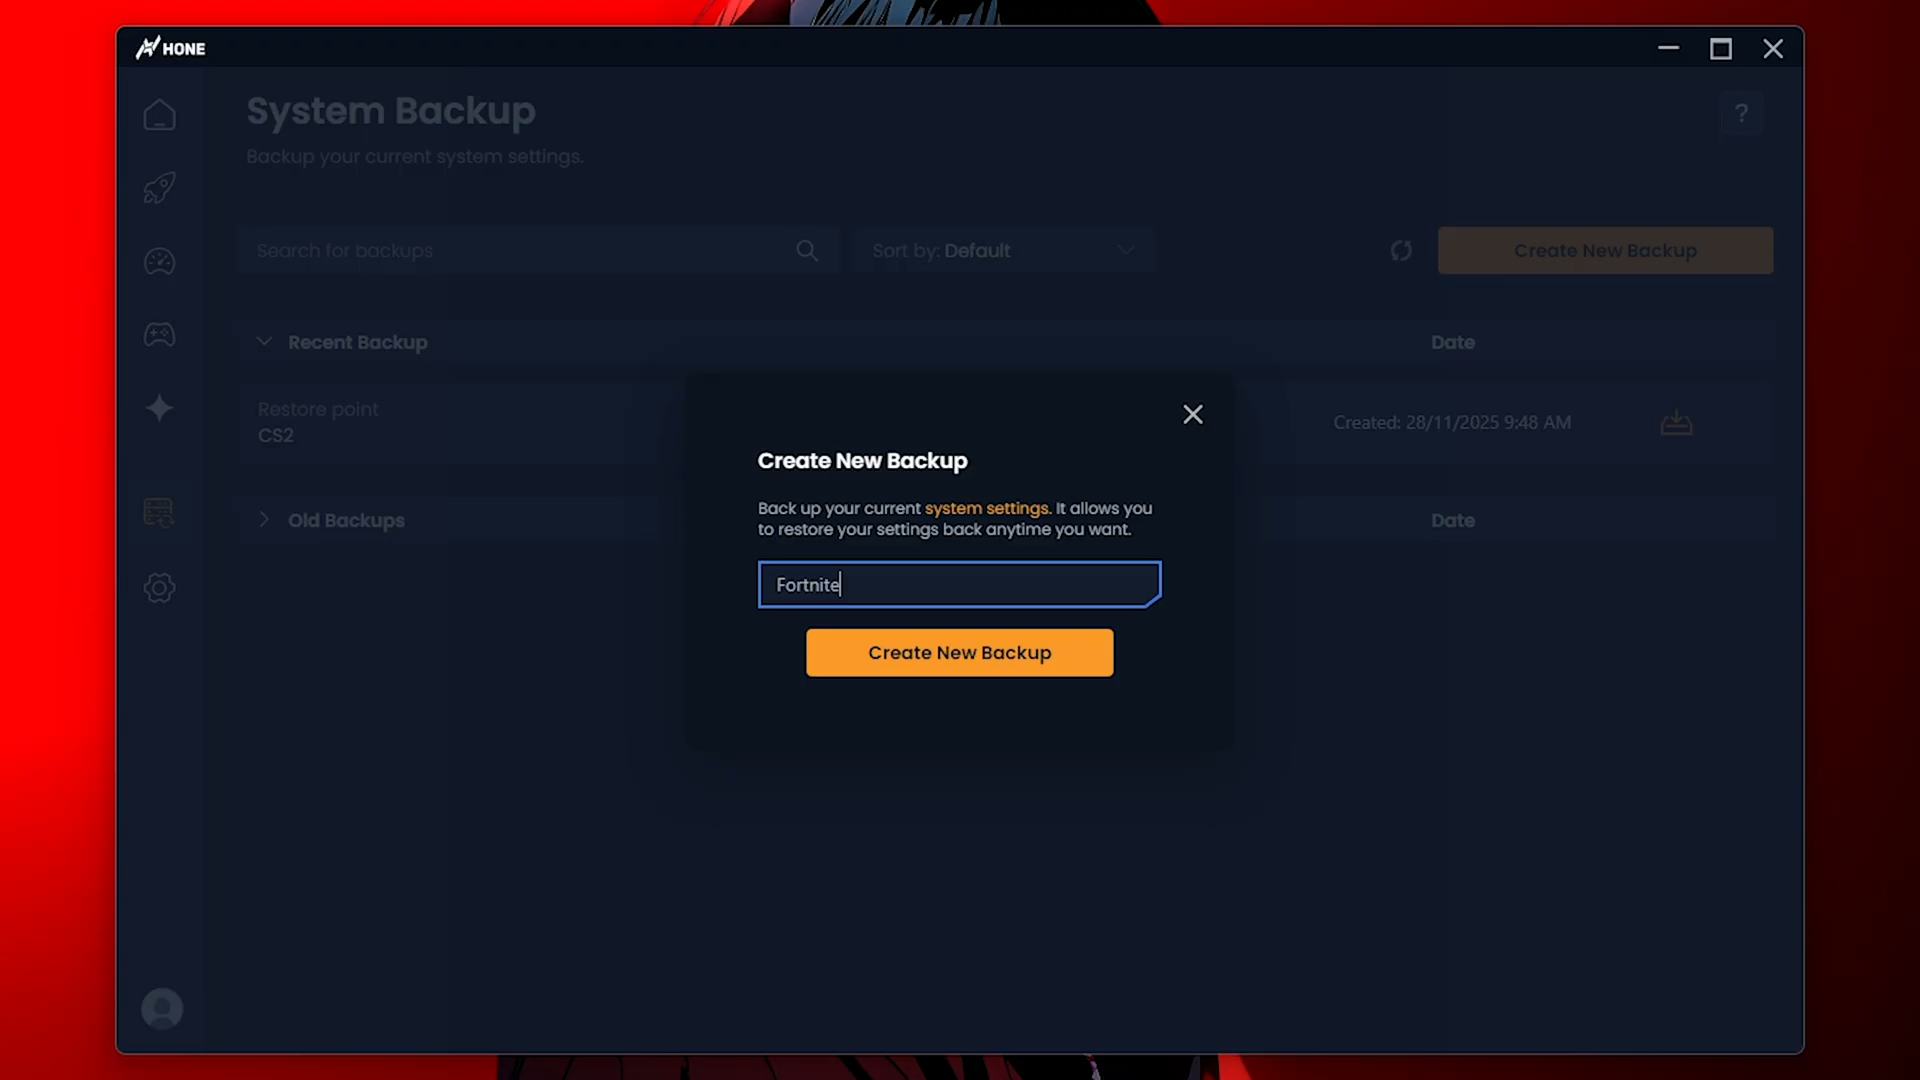 HONE
System Backup
?
Backup your current system settings.
Search for backups
Sort by: Default
Create New Backup
Recent Backup
Date
Restore point
CS2
Created: 28/11/2025 9:48 AM
Old Backups
Date
Create New Backup
Back up your current system settings. It allows you
to restore your settings back anytime you want.
Fortnite
Create New Backup